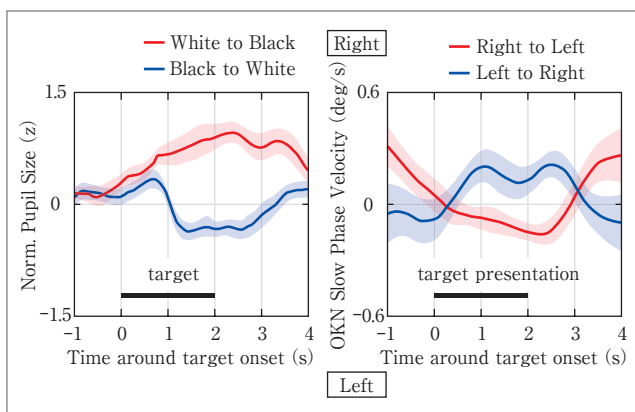 White to Black
Black to White
1.5
0
−1.5
Norm. Pupil Size (z)
target
−1 0 1 2 3 4
Time around target onset (s)
Right
Right to Left
Left to Right
0.6
0
−0.6
OKN Slow Phase Velocity (deg/s)
target presentation
−1 0 1 2 3 4
Time around target onset (s)
Left